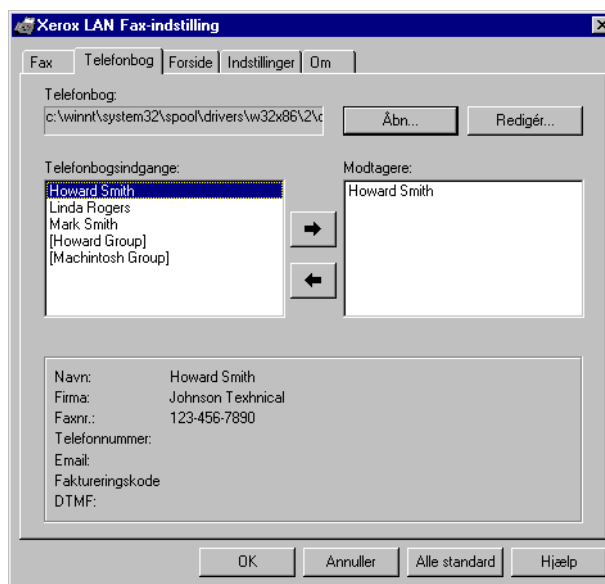 Xerox LAN Fax-indstilling
Fax Telefonbog Forside Indstillinger Om
Telefonbog:
c:\winnt\system32\spool\drivers\w32x86\2\c
Åbn... Redigér...
Telefonbogsindgange: Modtagere:
Howard Smith Howard Smith
Linda Rogers
Mark Smith
[Howard Group]
[Machintosh Group]
Navn: Howard Smith
Firma: Johnson Texhnical
Faxnr.: 123-456-7890
Telefonnummer:
Email:
Faktureringskode
DTMF:
OK Annuller Alle standard Hjælp